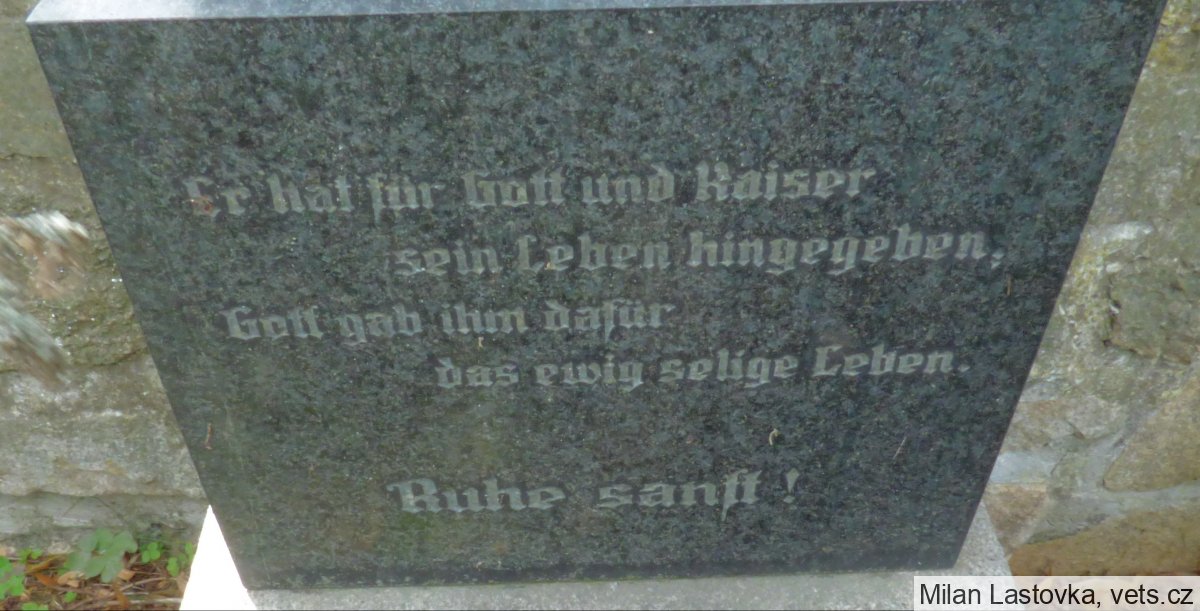 Er hat für Gott und Kaiser
sein Leben hingegeben,
Gott gab ihm dafür
das ewig selige Leben.
Ruhe sanft!
Milan Lastovka, vets.cz